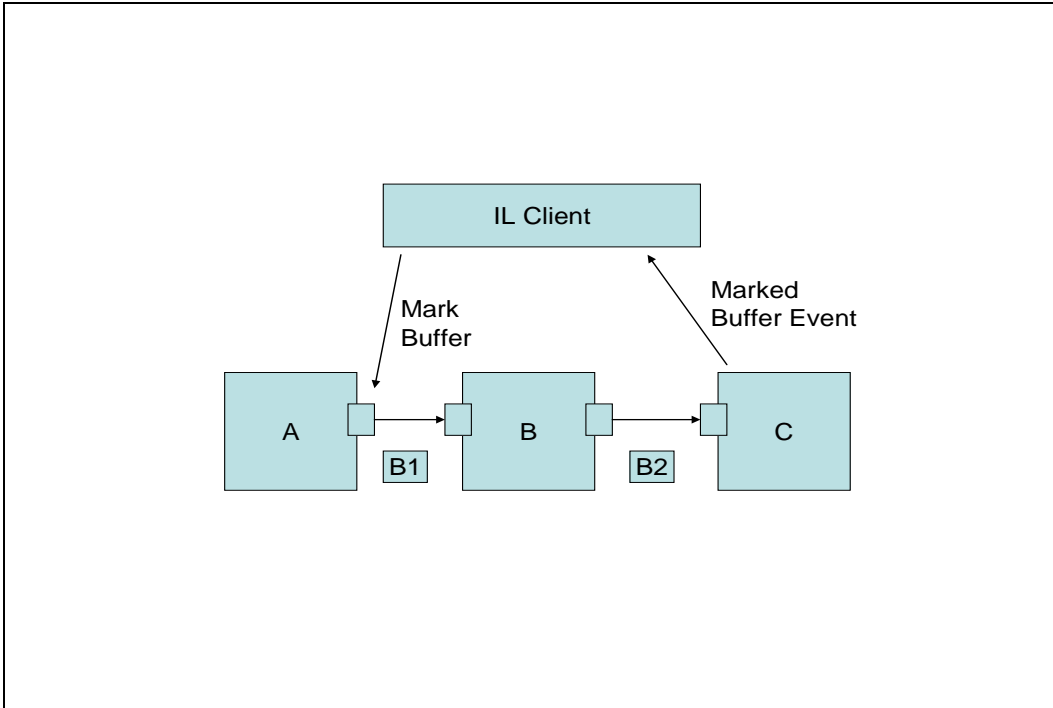 IL Client
Mark
Buffer
Marked
Buffer Event
A
B
C
B1
B2